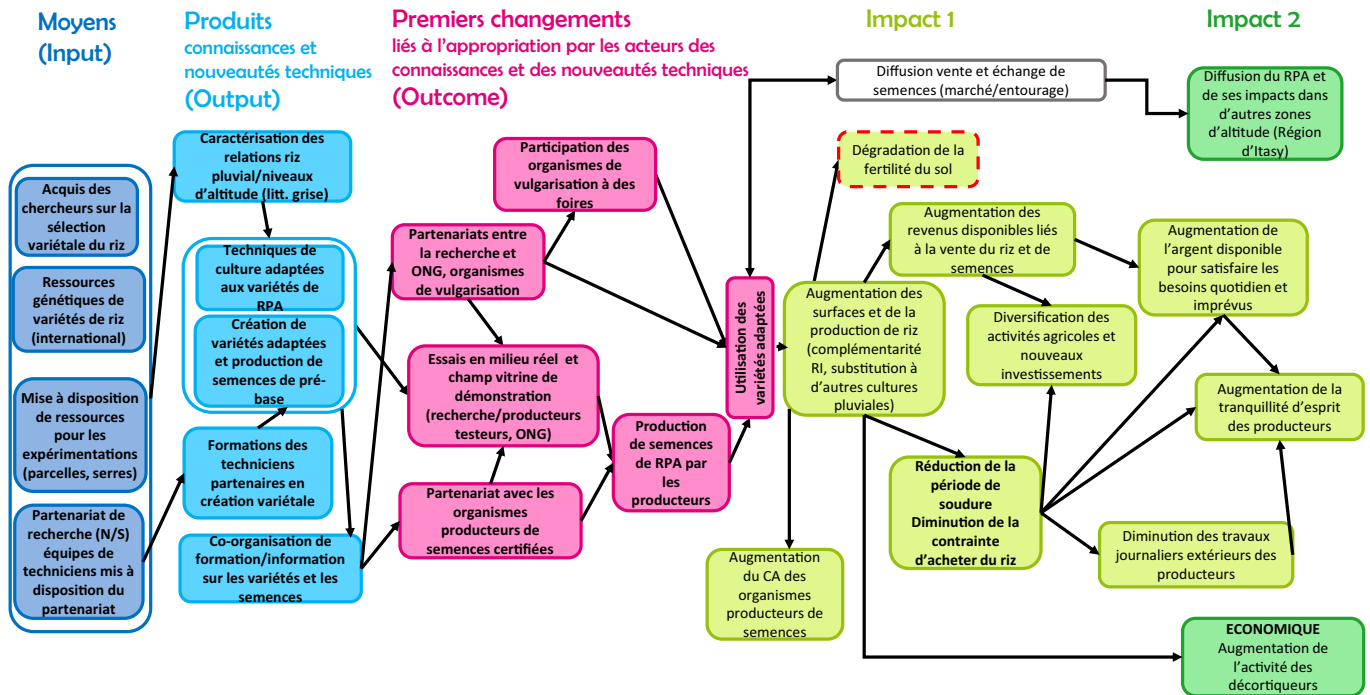 Moyens
(Input)
Produits
connaissances et
nouveautés techniques
(Output)
Premiers changements
liés à l'appropriation par les acteurs des
connaissances et des nouveautés techniques
(Outcome)
Impact 1
Impact 2
Acquis des
chercheurs sur la
sélection
variétale du riz
Ressources
génétiques de
variétés de riz
(international)
Mise à disposition
de ressources
pour les
expérimentations
(parcelles, serres)
Partenariat de
recherche (N/S)
équipes de
techniciens mis à
disposition du
partenariat
Caractérisation des
relations riz
pluvial/niveaux
d'altitude (litt. grise)
Techniques de
culture adaptées
aux variétés de
RPA
Création de
variétés adaptées
et production de
semences de pré-
base
Formations des
techniciens
partenaires en
création variétale
Co-organisation de
formation/information
sur les variétés et les
semences
Participation des
organismes de
vulgarisation à des
foires
Partenariats entre
la recherche et
ONG, organismes
de vulgarisation
Essais en milieu réel et
champ vitrine de
démonstration
(recherche/producteurs
testeurs, ONG)
Partenariat avec les
organismes
producteurs de
semences certifiées
Production
de semences
de RPA par
les
producteurs
Utilisation des
variétés adaptées
Diffusion vente et échange de
semences (marché/entourage)
Diffusion du RPA et
de ses impacts dans
d'autres zones
d'altitude (Région
d'Itasy)
Dégradation de la
fertilité du sol
Augmentation des
revenus disponibles liés
à la vente du riz et de
semences
Augmentation des
surfaces et de la
production de riz
(complémentarité
RI, substitution à
d'autres cultures
pluviales)
Diversification des
activités agricoles et
nouveaux
investissements
Augmentation de
l'argent disponible
pour satisfaire les
besoins quotidien et
imprévus
Augmentation de la
tranquillité d'esprit
des producteurs
Réduction de la
période de
soudure
Diminution de la
contrainte
d'acheter du riz
Diminution des travaux
journaliers extérieurs des
producteurs
Augmentation
du CA des
organismes
producteurs de
semences
ECONOMIQUE
Augmentation de
l'activité des
décortiqueurs